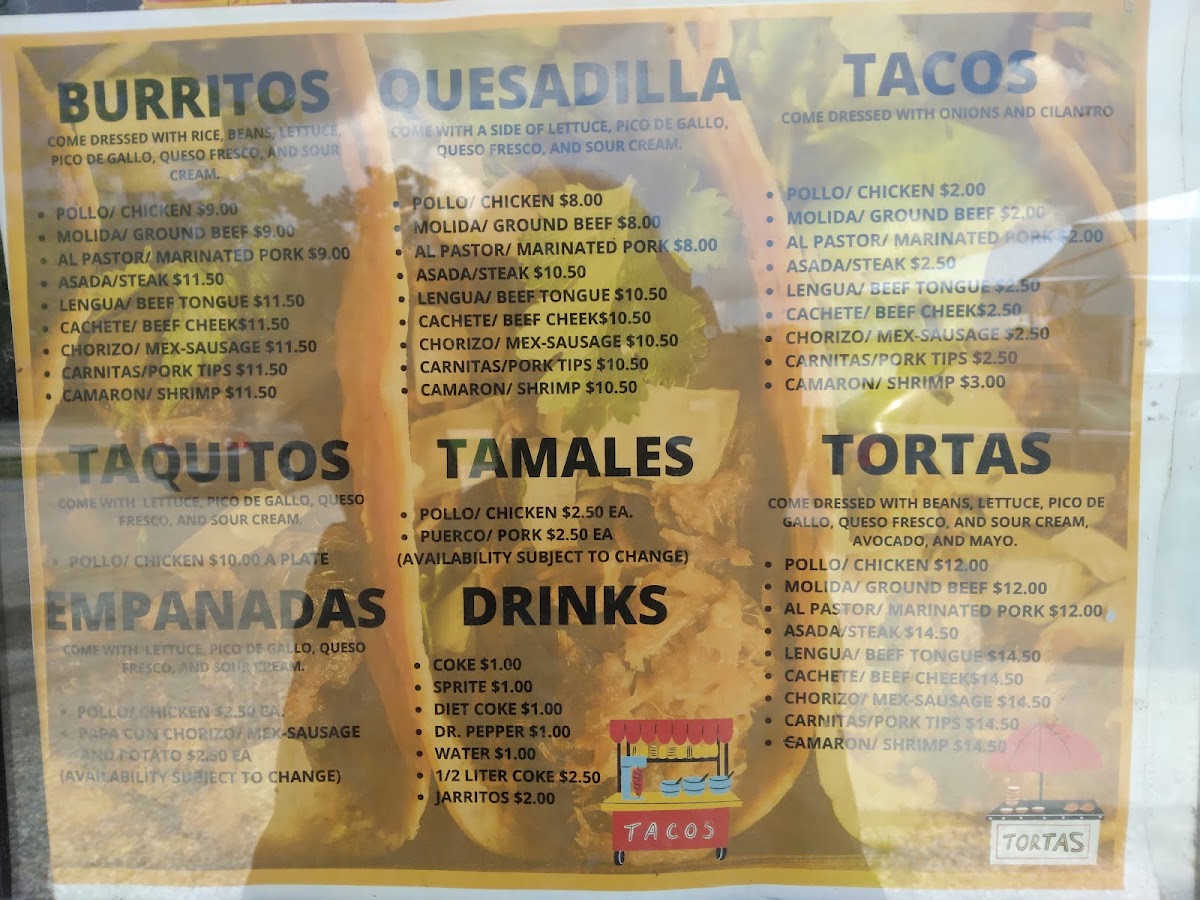 BURRITOS
COME DRESSED WITH RICE, BEANS, LETTUCE,
PICO DE GALLO, QUESO FRESCO, AND SOUR
CREAM.
POLLO/ CHICKEN $9.00
MOLIDA/ GROUND BEEF $9.00
AL PASTOR/ MARINATED PORK $9.00
ASADA/STEAK $11.50
LENGUA/ BEEF TONGUE $11.50
CACHETE/ BEEF CHEEK$11.50
CHORIZO/ MEX-SAUSAGE $11.50
CARNITAS/PORK TIPS $11.50
CAMARON/ SHRIMP $11.50
QUESADILLA
COME WITH A SIDE OF LETTUCE, PICO DE GALLO,
QUESO FRESCO, AND SOUR CREAM.
POLLO/ CHICKEN $8.00
MOLIDA/ GROUND BEEF $8.00
AL PASTOR/ MARINATED PORK $8.00
ASADA/STEAK $10.50
LENGUA/ BEEF TONGUE $10.50
CACHETE/ BEEF CHEEK$10.50
CHORIZO/ MEX-SAUSAGE $10.50
CARNITAS/PORK TIPS $10.50
CAMARON/ SHRIMP $10.50
TACOS
COME DRESSED WITH ONIONS AND CILANTRO
POLLO/ CHICKEN $2.00
MOLIDA/ GROUND BEEF $2.00
AL PASTOR/ MARINATED PORK $2.00
ASADA/STEAK $2.50
LENGUA/ BEEF TONGUE $2.50
CACHETE/ BEEF CHEEK$2.50
CHORIZO/ MEX-SAUSAGE $2.50
CARNITAS/PORK TIPS $2.50
CAMARON/ SHRIMP $3.00
TAQUITOS
COME WITH LETTUCE, PICO DE GALLO, QUESO
FRESCO, AND SOUR CREAM.
POLLO/ CHICKEN $10.00 A PLATE
EMPANADAS
COME WITH LETTUCE, PICO DE GALLO, QUESO
FRESCO, AND SOUR CREAM.
POLLO/ CHICKEN $2.50 EA.
PAPA CON CHORIZO/ MEX-SAUSAGE
AND POTATO $2.50 EA
(AVAILABILITY SUBJECT TO CHANGE)
TAMALES
POLLO/ CHICKEN $2.50 EA.
PUERCO/ PORK $2.50 EA
(AVAILABILITY SUBJECT TO CHANGE)
DRINKS
COKE $1.00
SPRITE $1.00
DIET COKE $1.00
DR. PEPPER $1.00
WATER $1.00
1/2 LITER COKE $2.50
JARRITOS $2.00
TACOS
TORTAS
COME DRESSED WITH BEANS, LETTUCE, PICO DE
GALLO, QUESO FRESCO, AND SOUR CREAM,
AVOCADO, AND MAYO.
POLLO/ CHICKEN $12.00
MOLIDA/ GROUND BEEF $12.00
AL PASTOR/ MARINATED PORK $12.00
ASADA/STEAK $14.50
LENGUA/ BEEF TONGUE $14.50
CACHETE/ BEEF CHEEK$14.50
CHORIZO/ MEX-SAUSAGE $14.50
CARNITAS/PORK TIPS $14.50
CAMARON/ SHRIMP $14.50
TORTAS